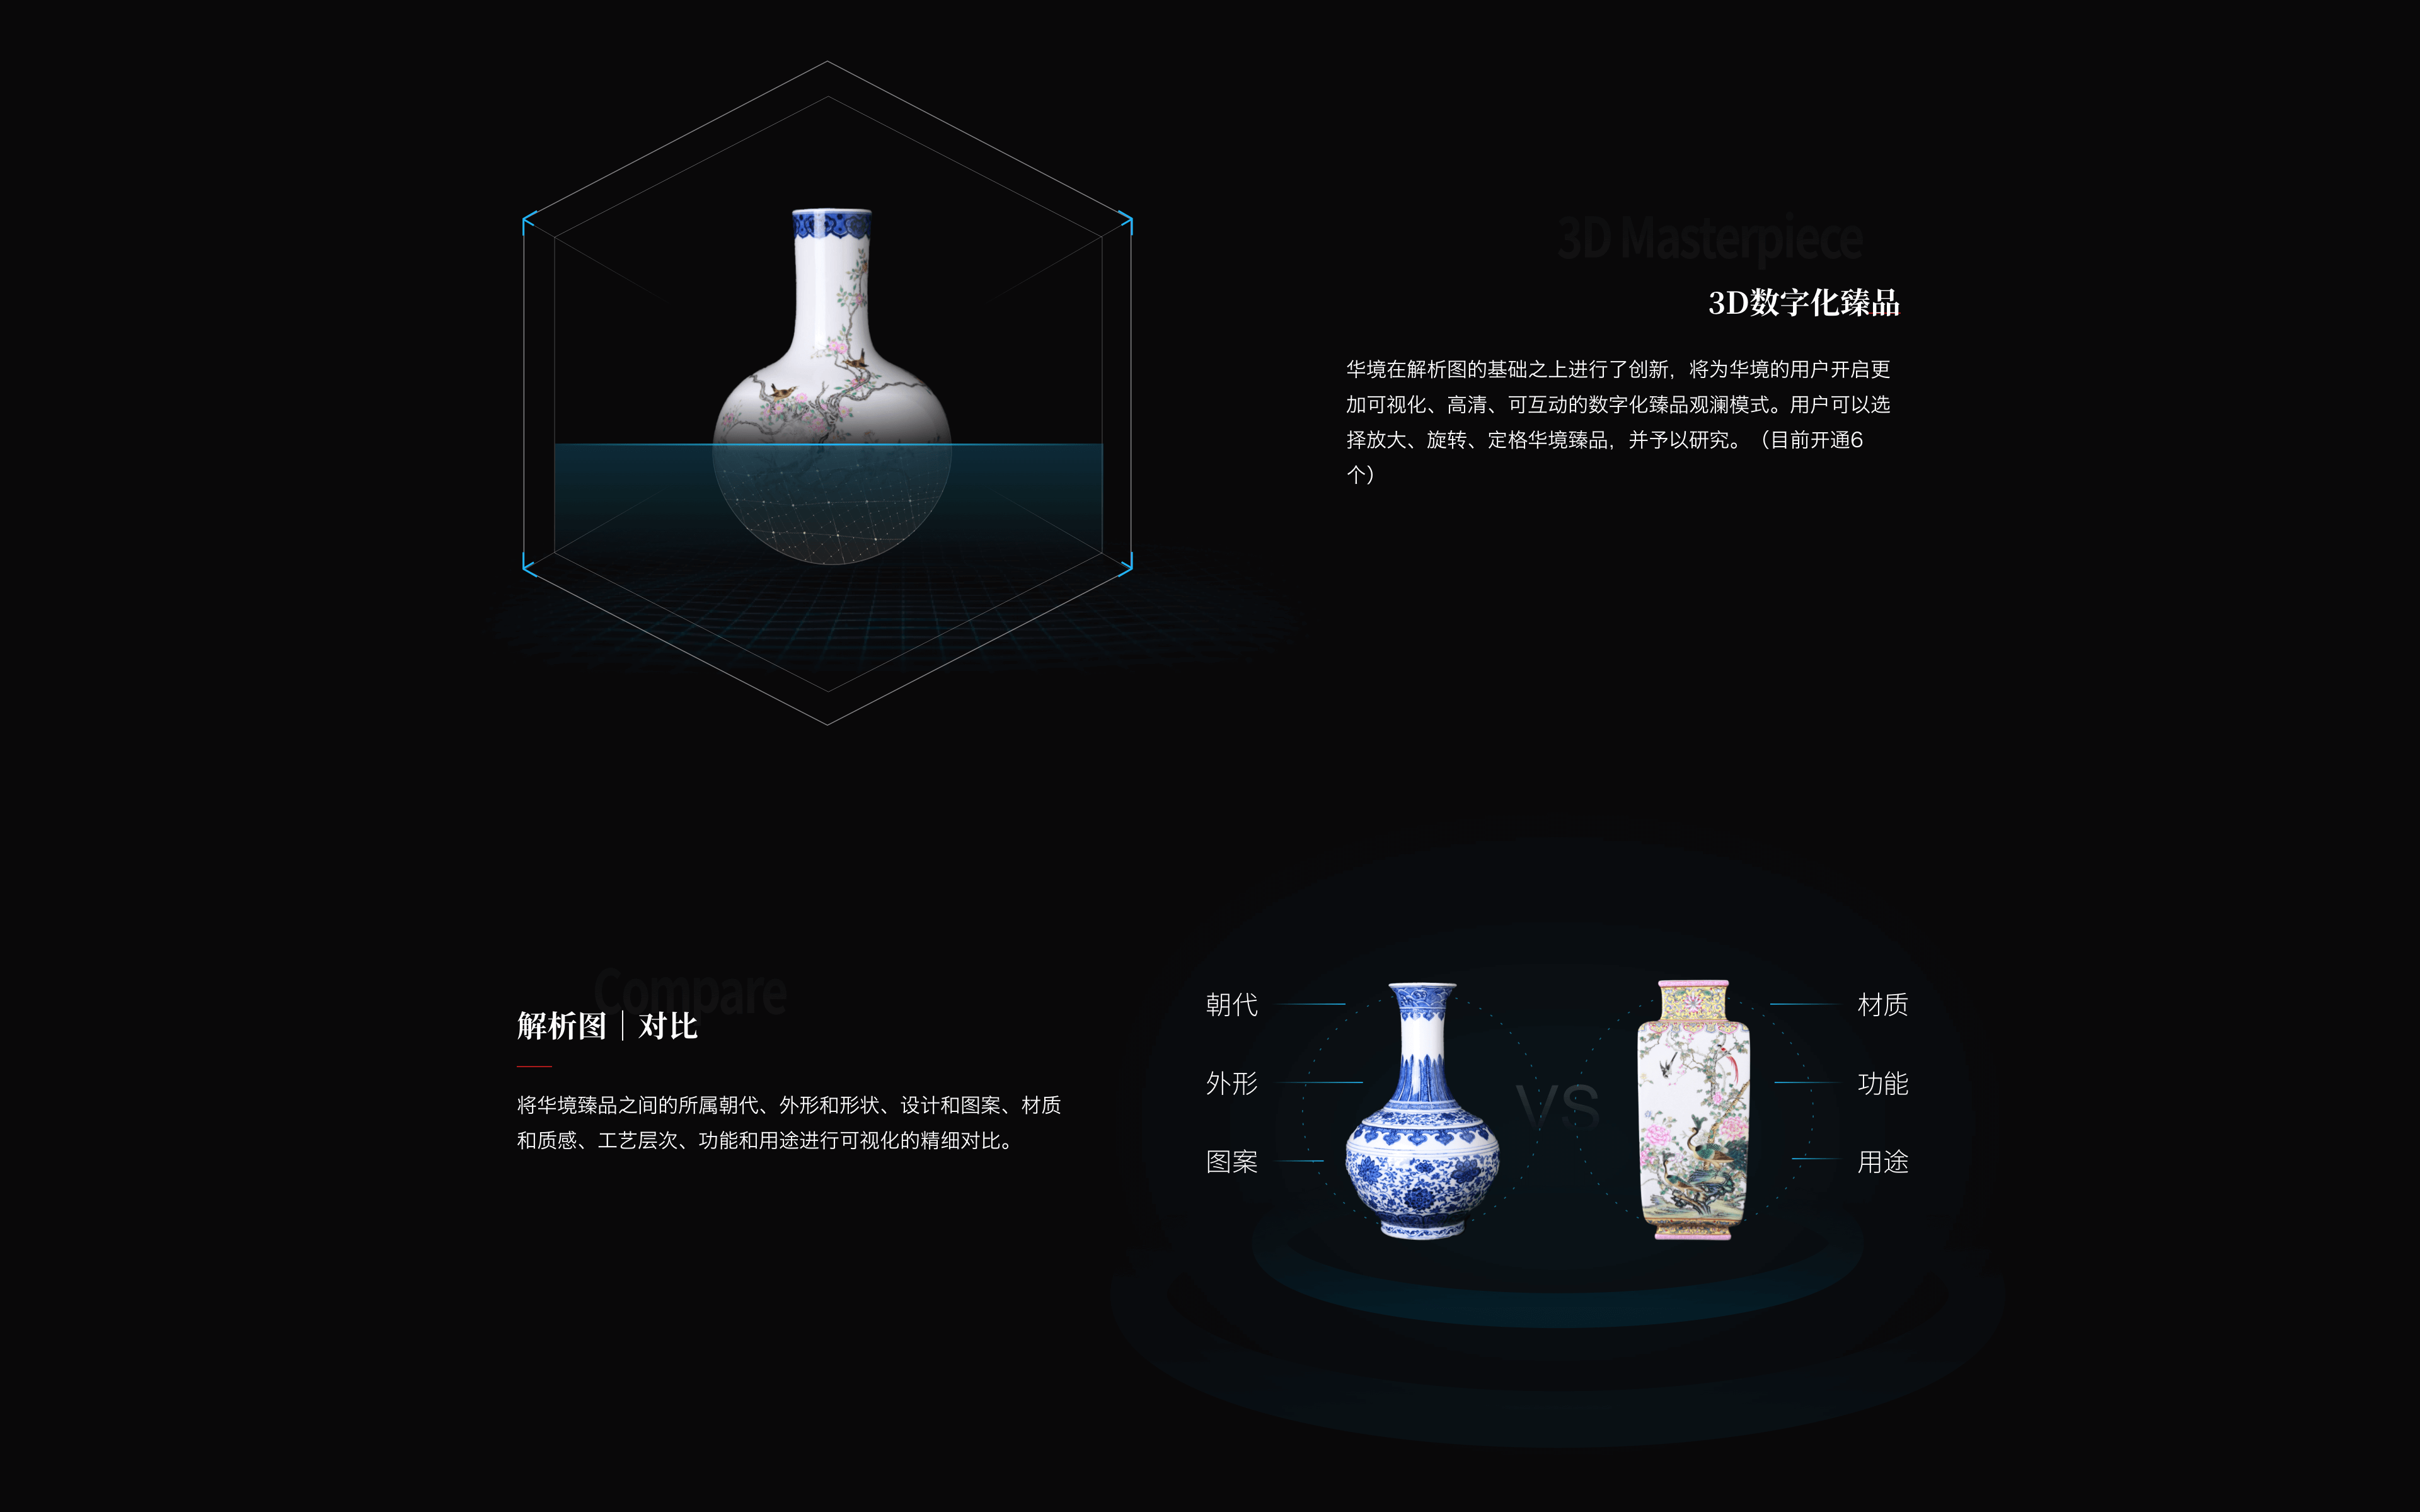 3D Masterpiece
3D数字化臻品
华境在解析图的基础之上进行了创新，将为华境的用户开启更
加可视化、高清、可互动的数字化臻品观澜模式。用户可以选
择放大、旋转、定格华境臻品，并予以研究。（目前开通6
个）
Compare
解析图｜对比
将华境臻品之间的所属朝代、外形和形状、设计和图案、材质
和质感、工艺层次、功能和用途进行可视化的精细对比。
朝代
外形
图案
VS
材质
功能
用途